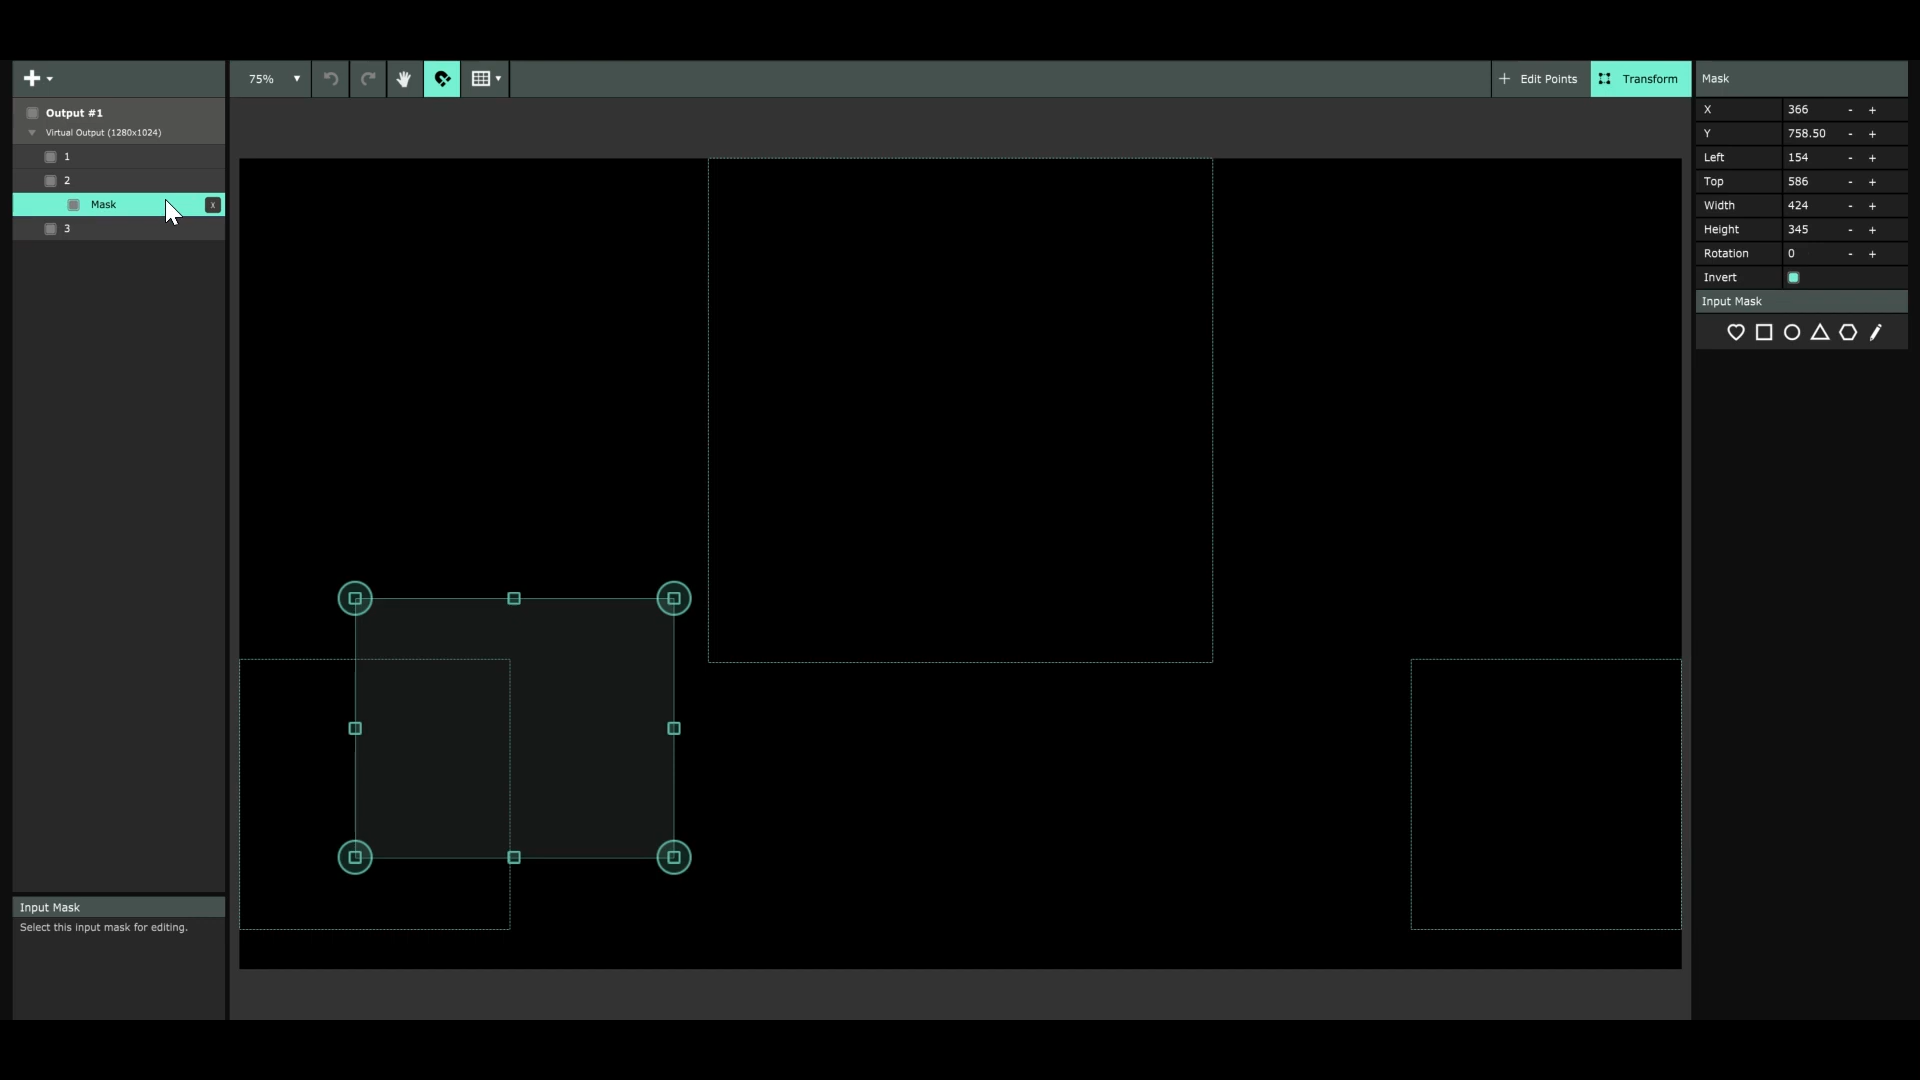 75% Edit Points Transform Mask
Output #1
Virtual Output (1280x1024)
1
2
Mask x
3
X 366 - +
Y 758.50 - +
Left 154 - +
Top 586 - +
Width 424 - +
Height 345 - +
Rotation 0 - +
Invert
Input Mask
Input Mask
Select this input mask for editing.